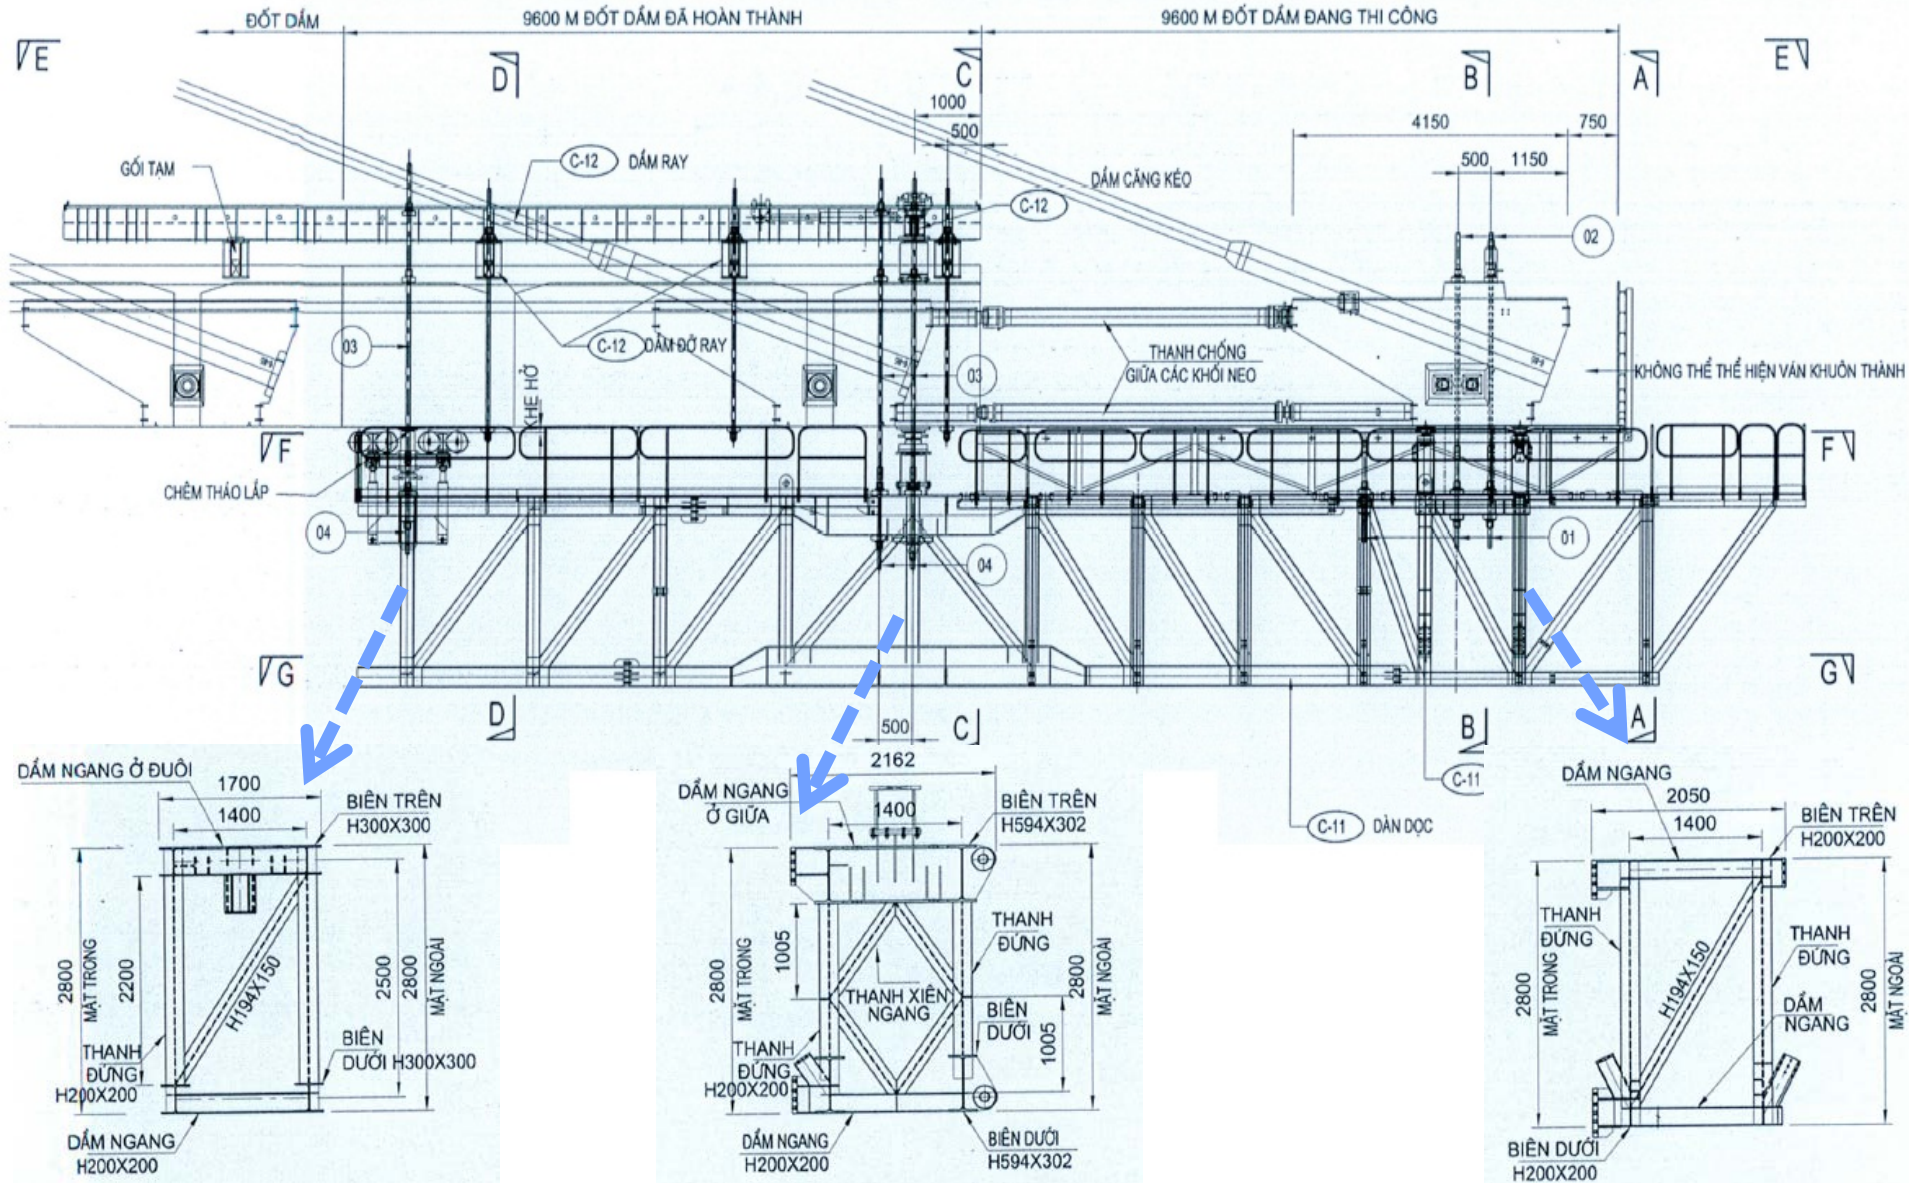 ĐỐT DẦM
9600 M ĐỐT DẦM ĐÃ HOÀN THÀNH
9600 M ĐỐT DẦM ĐANG THI CÔNG
E
D
C
B
A
E
1000
500
4150
750
500
1150
GỐI TẠM
C-12
DẦM RAY
DẦM CĂNG KÉO
C-12
02
03
C-12
DẦM ĐỠ RAY
KHE HỞ
03
THANH CHỐNG
GIỮA CÁC KHỐI NEO
KHÔNG THỂ THỂ HIỆN VÁN KHUÔN THÀNH
F
F
CHÊM THÁO LẮP
04
04
01
G
G
D
500
C
B
A
C-11
C-11
DÀN DỌC
DẦM NGANG Ở ĐUÔI
1700
1400
BIÊN TRÊN
H300X300
2800
MẶT TRONG
2200
H194X150
2500
2800
MẶT NGOÀI
THANH
ĐỨNG
H200X200
BIÊN
DƯỚI H300X300
DẦM NGANG
H200X200
2162
DẦM NGANG
Ở GIỮA
1400
BIÊN TRÊN
H594X302
2800
MẶT TRONG
1005
THANH
ĐỨNG
THANH XIÊN
NGANG
BIÊN
DƯỚI
1005
2800
MẶT NGOÀI
THANH
ĐỨNG
H200X200
DẦM NGANG
H200X200
BIÊN DƯỚI
H594X302
DẦM NGANG
2050
1400
BIÊN TRÊN
H200X200
THANH
ĐỨNG
2800
MẶT TRONG
H194X150
THANH
ĐỨNG
DẦM
NGANG
2800
MẶT NGOÀI
BIÊN DƯỚI
H200X200